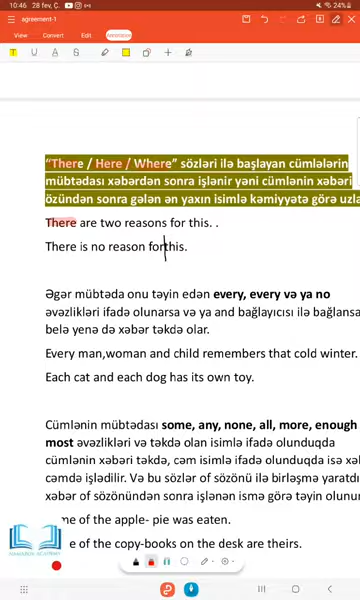 10:46 28 fev, Ç. 24%
agreement-1
View Convert Edit Annotate
"There / Here / Where" sözləri ilə başlayan cümlələrin
mübtədası xəbərdən sonra işlənir yəni cümlənin xəbəri
özündən sonra gələn ən yaxın isimlə kəmiyyətə görə uzla
There are two reasons for this. .
There is no reason for this.
Əgər mübtəda onu təyin edən every, every və ya no
əvəzlikləri ifadə olunarsa və ya and bağlayıcısı ilə bağlansa
belə yenə də xəbər təkdə olar.
Every man,woman and child remembers that cold winter.
Each cat and each dog has its own toy.
Cümlənin mübtədası some, any, none, all, more, enough
most əvəzlikləri və təkdə olan isimlə ifadə olunduqda
cümlənin xəbəri təkdə, cəm isimlə ifadə olunduqda isə xə
cəmdə işlədilir. Və bu sözlər of sözönü ilə birləşmə yaratdı
xəbər of sözönündən sonra işlənən ismə görə təyin olunu
me of the apple- pie was eaten.
e of the copy-books on the desk are theirs.